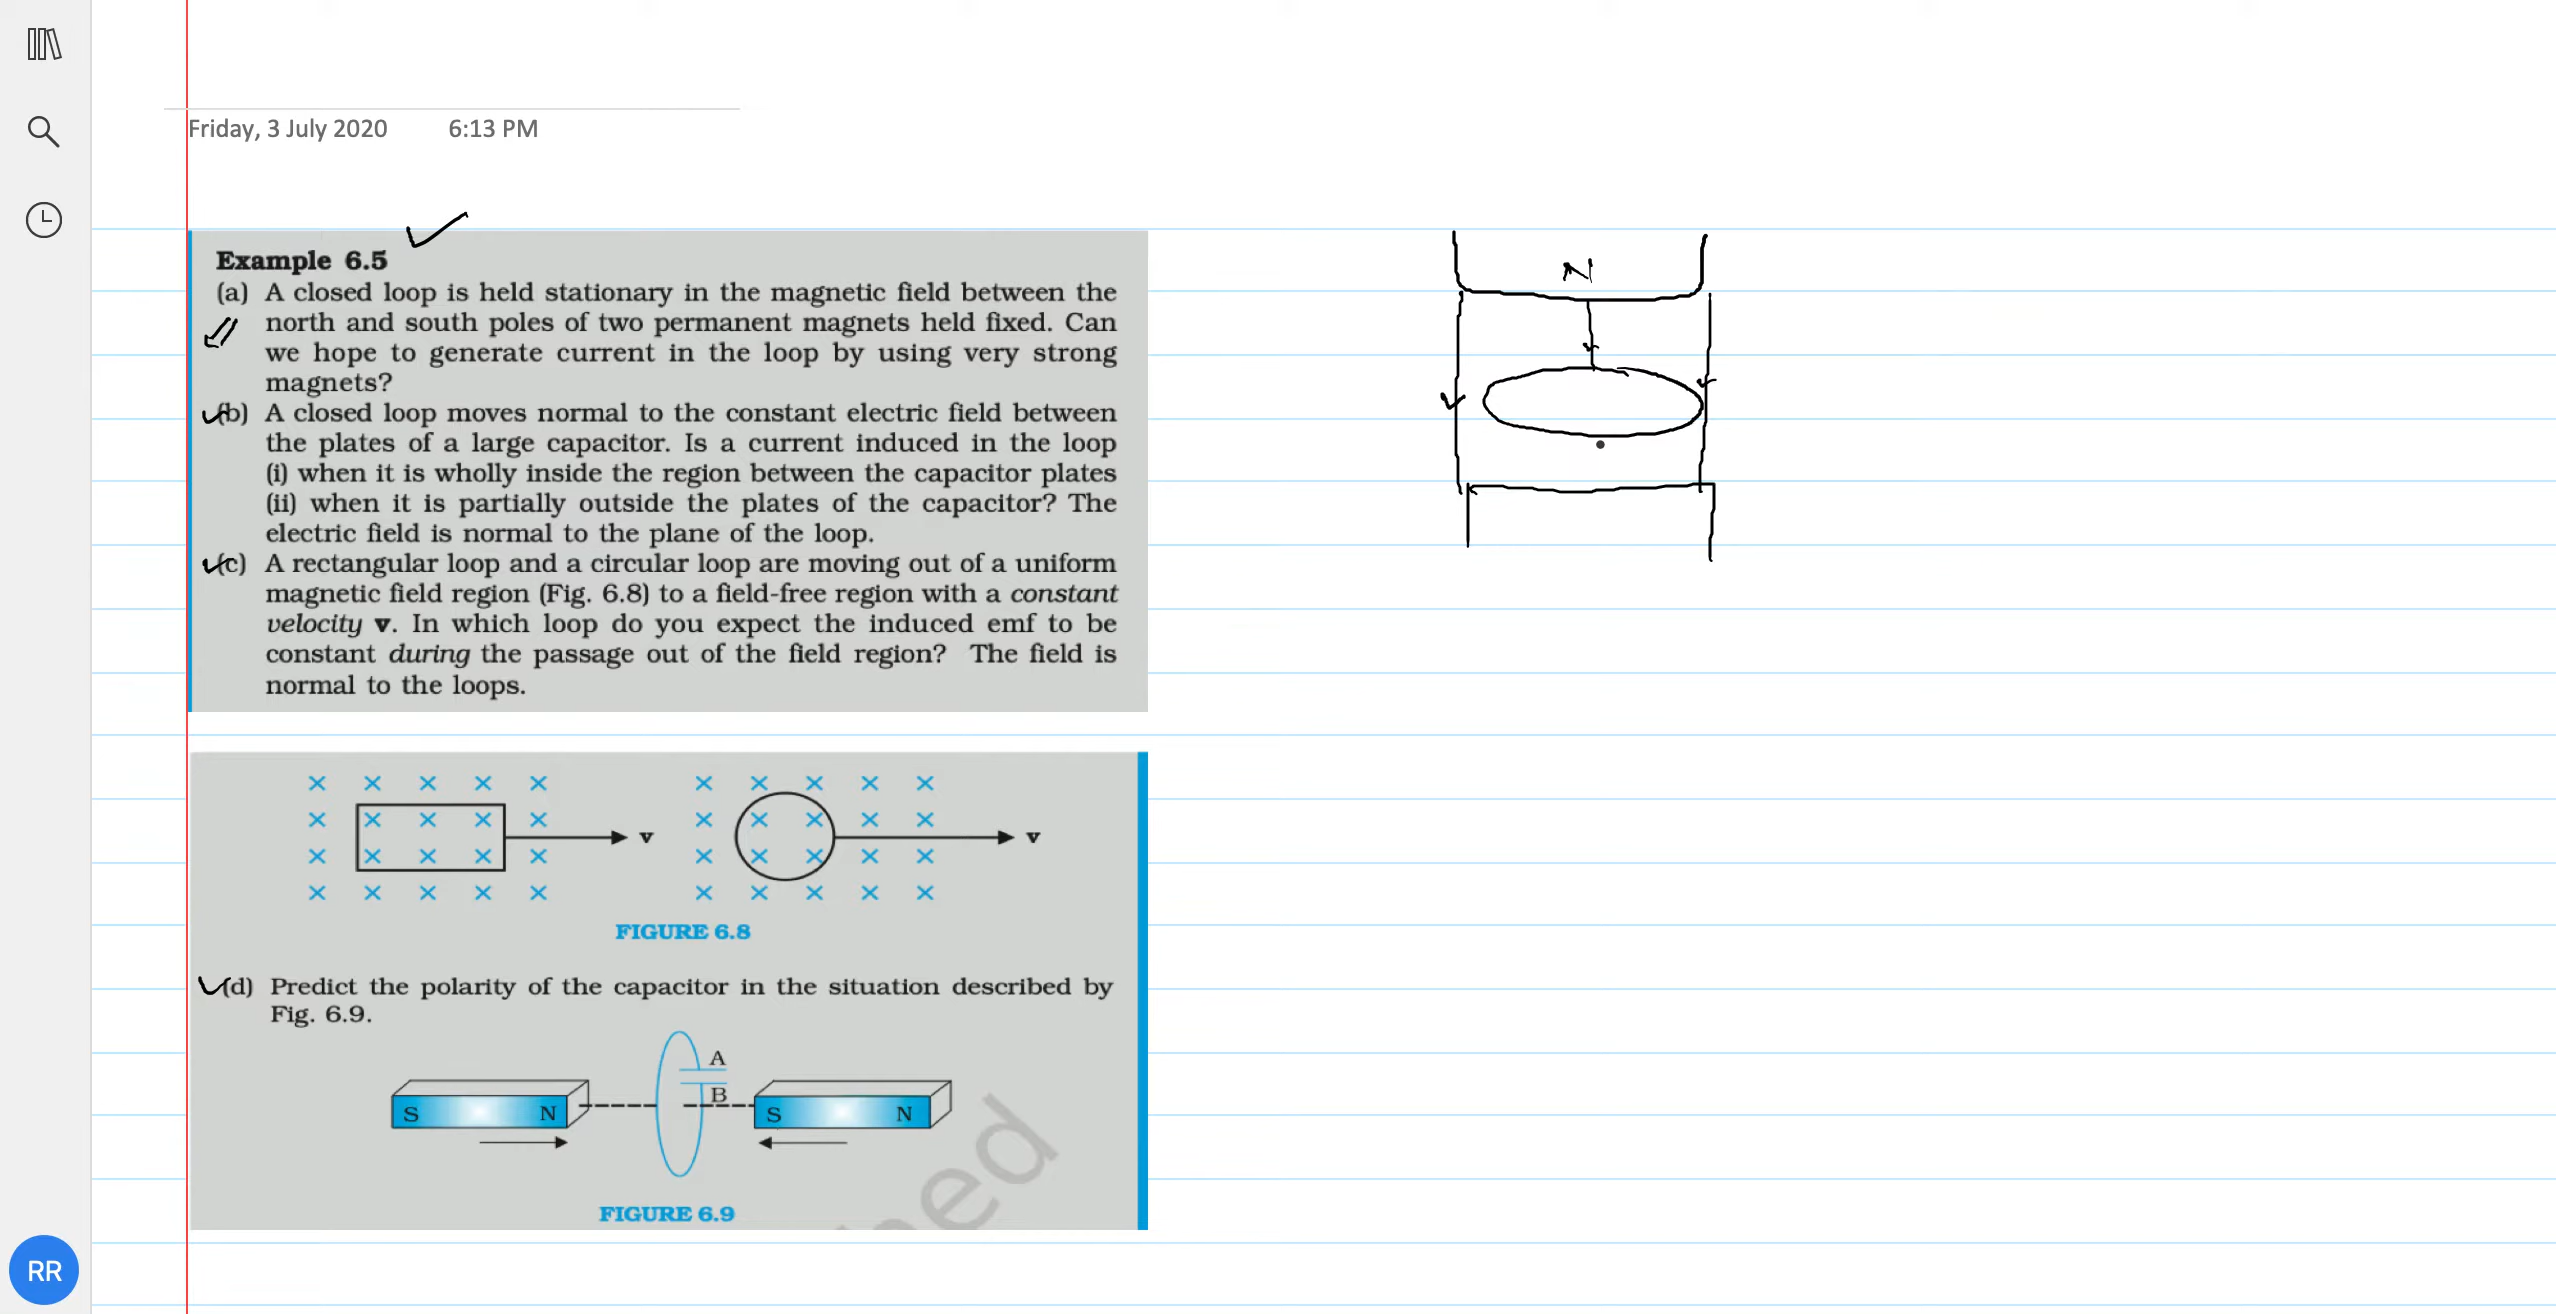 Friday, 3 July 2020 6:13 PM
Example 6.5
(a) A closed loop is held stationary in the magnetic field between the
north and south poles of two permanent magnets held fixed. Can
we hope to generate current in the loop by using very strong
magnets?
(b) A closed loop moves normal to the constant electric field between
the plates of a large capacitor. Is a current induced in the loop
(i) when it is wholly inside the region between the capacitor plates
(ii) when it is partially outside the plates of the capacitor? The
electric field is normal to the plane of the loop.
(c) A rectangular loop and a circular loop are moving out of a uniform
magnetic field region (Fig. 6.8) to a field-free region with a constant
velocity v. In which loop do you expect the induced emf to be
constant during the passage out of the field region? The field is
normal to the loops.
N
v v
FIGURE 6.8
(d) Predict the polarity of the capacitor in the situation described by
Fig. 6.9.
A
B
S N S N
FIGURE 6.9
RR